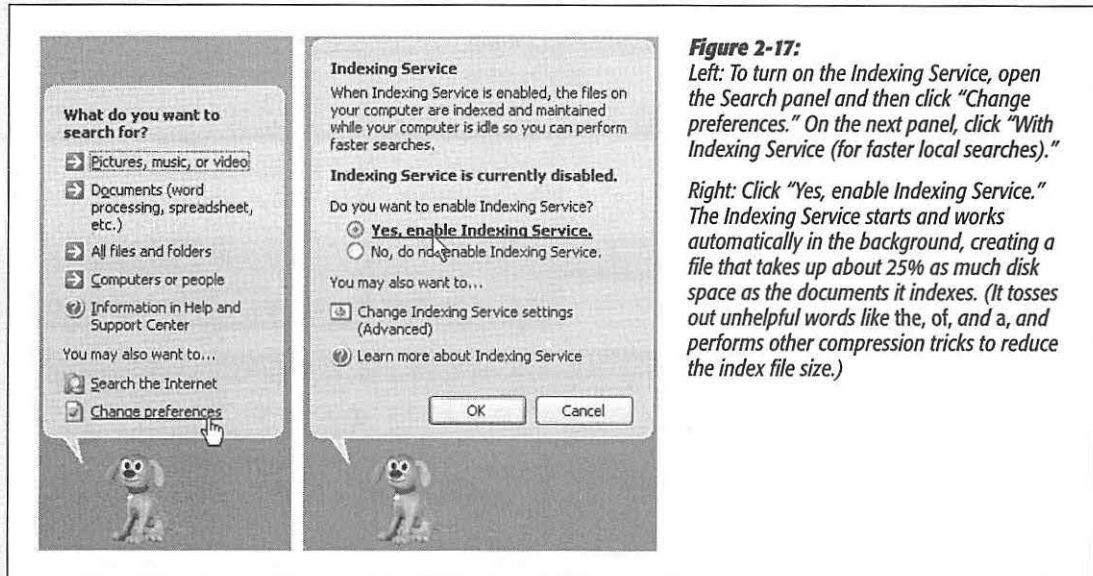 What do you want to
search for?
Pictures, music, or video
Documents (word
processing, spreadsheet,
etc.)
All files and folders
Computers or people
Information in Help and
Support Center
You may also want to...
Search the Internet
Change preferences
Indexing Service
When Indexing Service is enabled, the files on
your computer are indexed and maintained
while your computer is idle so you can perform
faster searches.
Indexing Service is currently disabled.
Do you want to enable Indexing Service?
Yes, enable Indexing Service.
No, do not enable Indexing Service.
You may also want to...
Change Indexing Service settings
(Advanced)
Learn more about Indexing Service
OK
Cancel
Figure 2-17:
Left: To turn on the Indexing Service, open
the Search panel and then click “Change
preferences.” On the next panel, click “With
Indexing Service (for faster local searches).”
Right: Click “Yes, enable Indexing Service.”
The Indexing Service starts and works
automatically in the background, creating a
file that takes up about 25% as much disk
space as the documents it indexes. (It tosses
out unhelpful words like the, of, and a, and
performs other compression tricks to reduce
the index file size.)